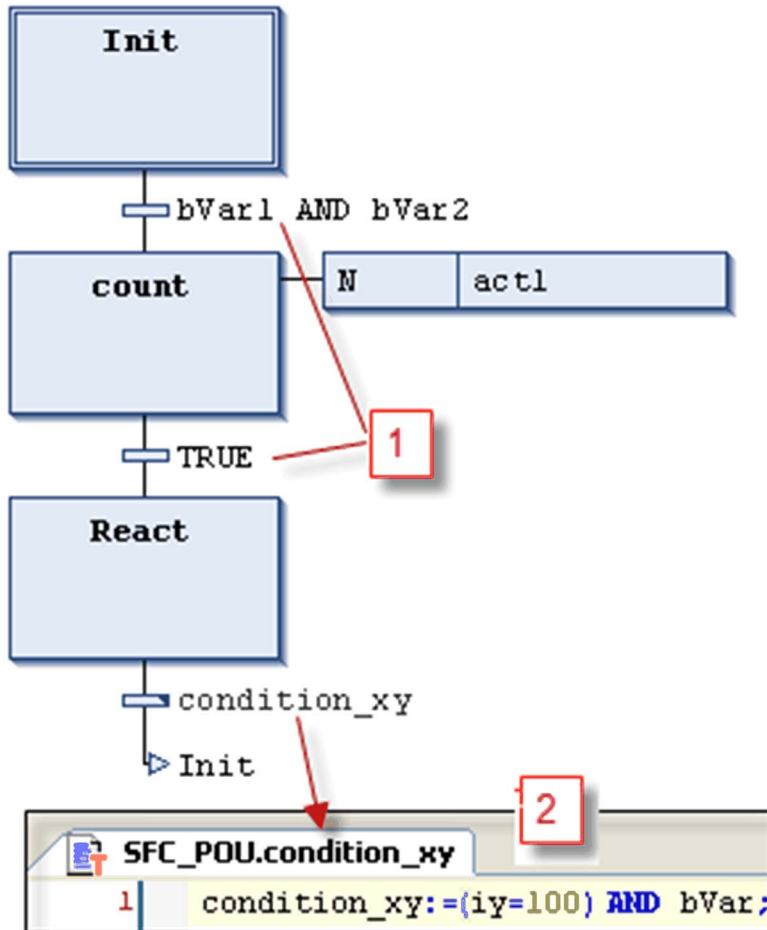 Init
bVar1 AND bVar2
count
N act1
1
TRUE
React
condition_xy
Init
2
SFC_POU.condition_xy
1 condition_xy:=(iy=100) AND bVar;